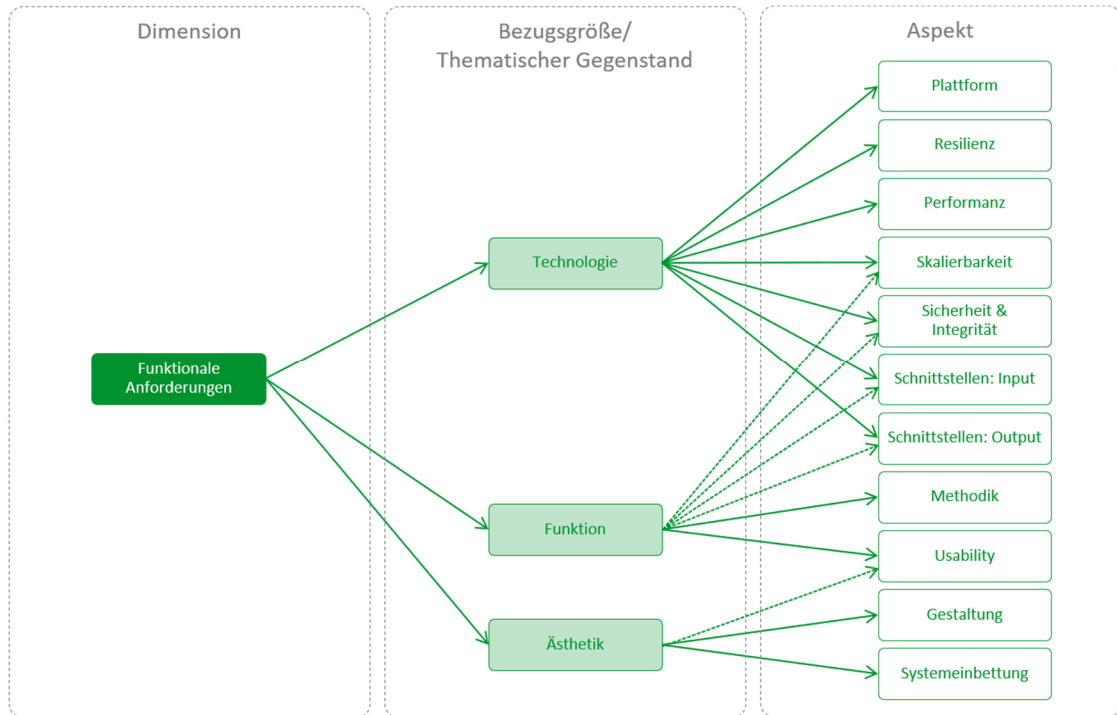 Dimension
Bezugsgröße/
Thematischer Gegenstand
Aspekt
Funktionale
Anforderungen
Technologie
Funktion
Ästhetik
Plattform
Resilienz
Performanz
Skalierbarkeit
Sicherheit &
Integrität
Schnittstellen: Input
Schnittstellen: Output
Methodik
Usability
Gestaltung
Systemeinbettung